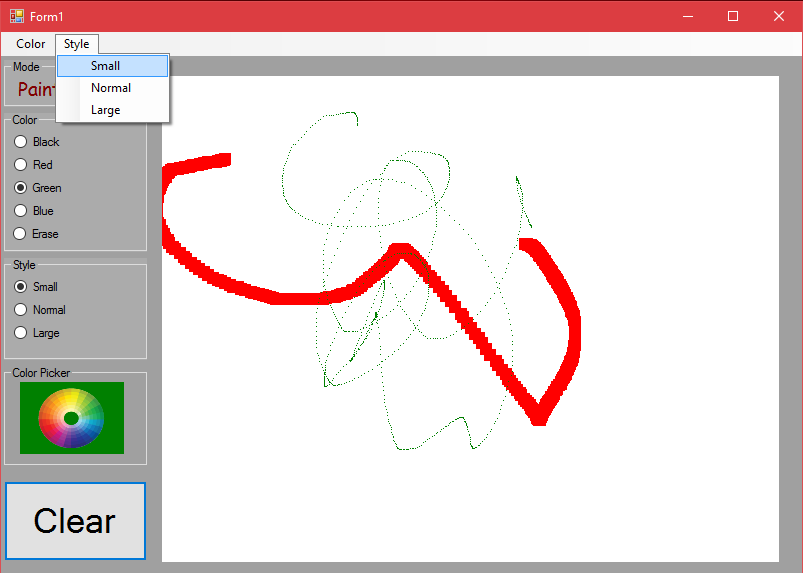 Form1
Color Style
Small
Normal
Large
Mode
Paint
Color
Black
Red
Green
Blue
Erase
Style
Small
Normal
Large
Color Picker
Clear